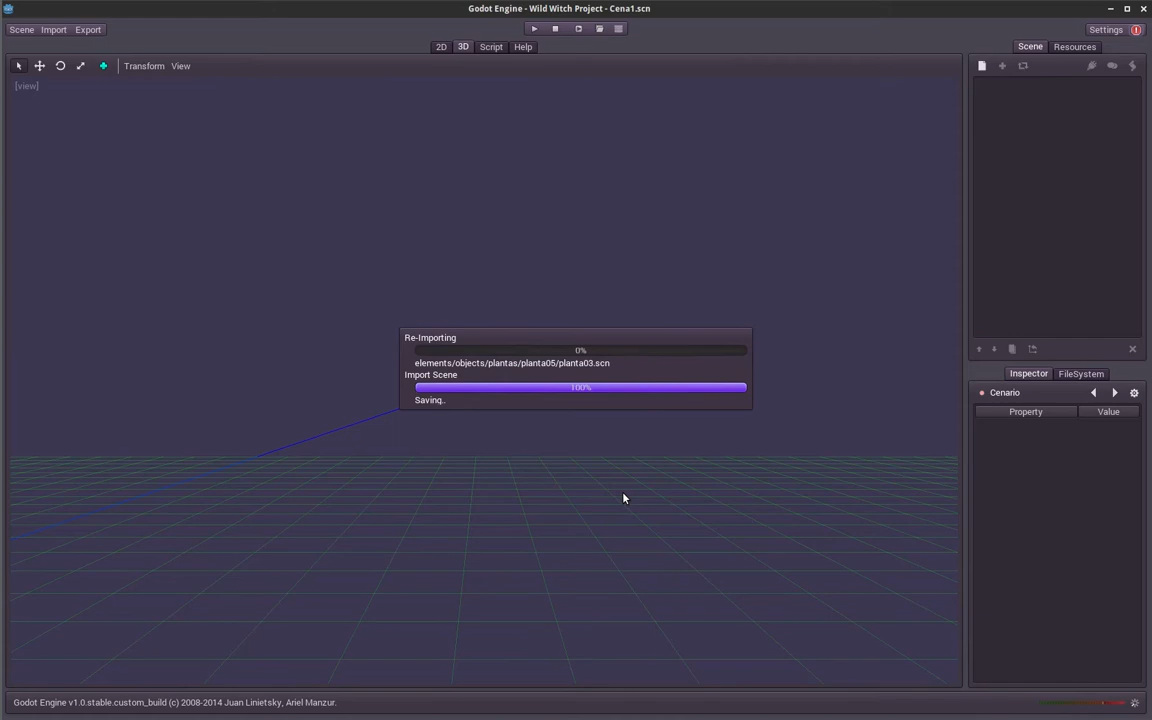 Godot Engine - Wild Witch Project - Cena1.scn
Scene Import Export
Settings
2D 3D Script Help
Scene Resources
Transform View
[view]
Re-Importing
0%
elements/objects/plantas/planta05/planta03.scn
Import Scene
100%
Saving..
Inspector FileSystem
Cenario
Property Value
Godot Engine v1.0.stable.custom_build (c) 2008-2014 Juan Linietsky, Ariel Manzur.